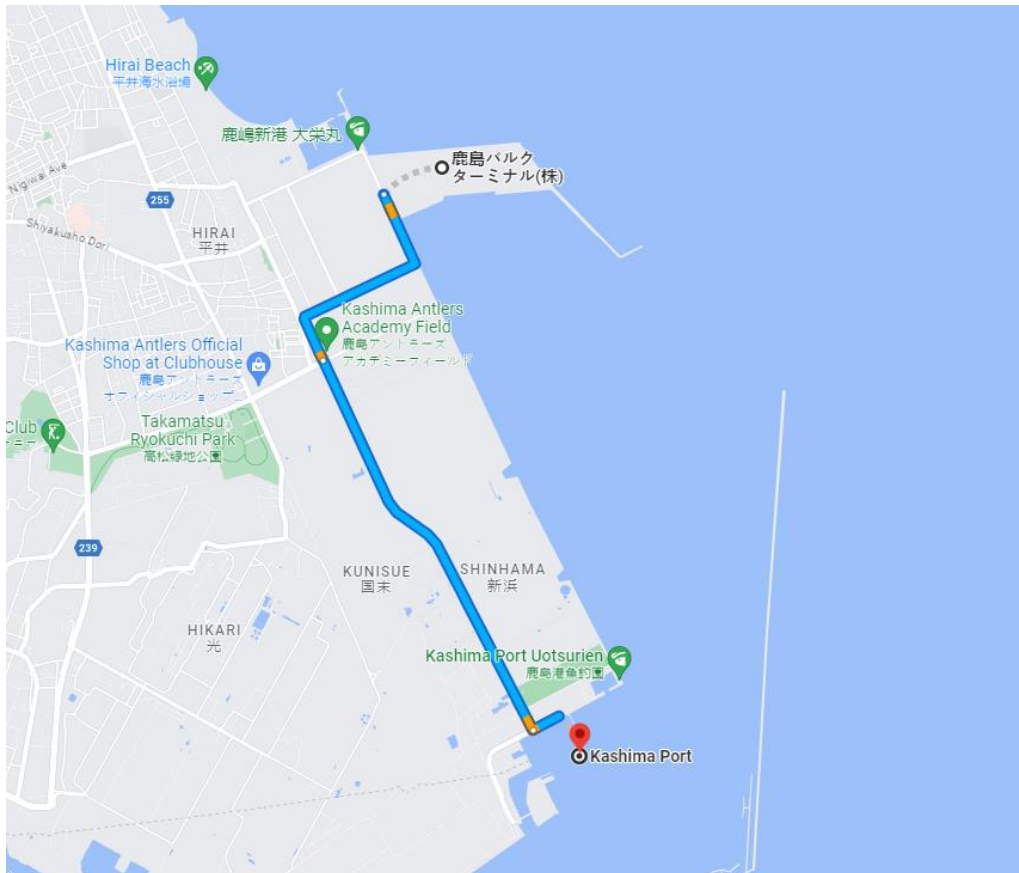 Hirai Beach
平井海水浴場
鹿嶋新港 大栄丸
鹿島バルク
ターミナル(株)
Nigiwai Ave
255
Shiyakusho Dori
HIRAI
平井
Kashima Antlers
Academy Field
鹿島アントラーズ
アカデミーフィールド
Kashima Antlers Official
Shop at Clubhouse
鹿島アントラーズ
オフィシャルショップ...
Club
Takamatsu
Ryokuchi Park
高松緑地公園
239
KUNISUE
国末
SHINHAMA
新浜
HIKARI
光
Kashima Port Uotsurien
鹿島港魚釣園
Kashima Port